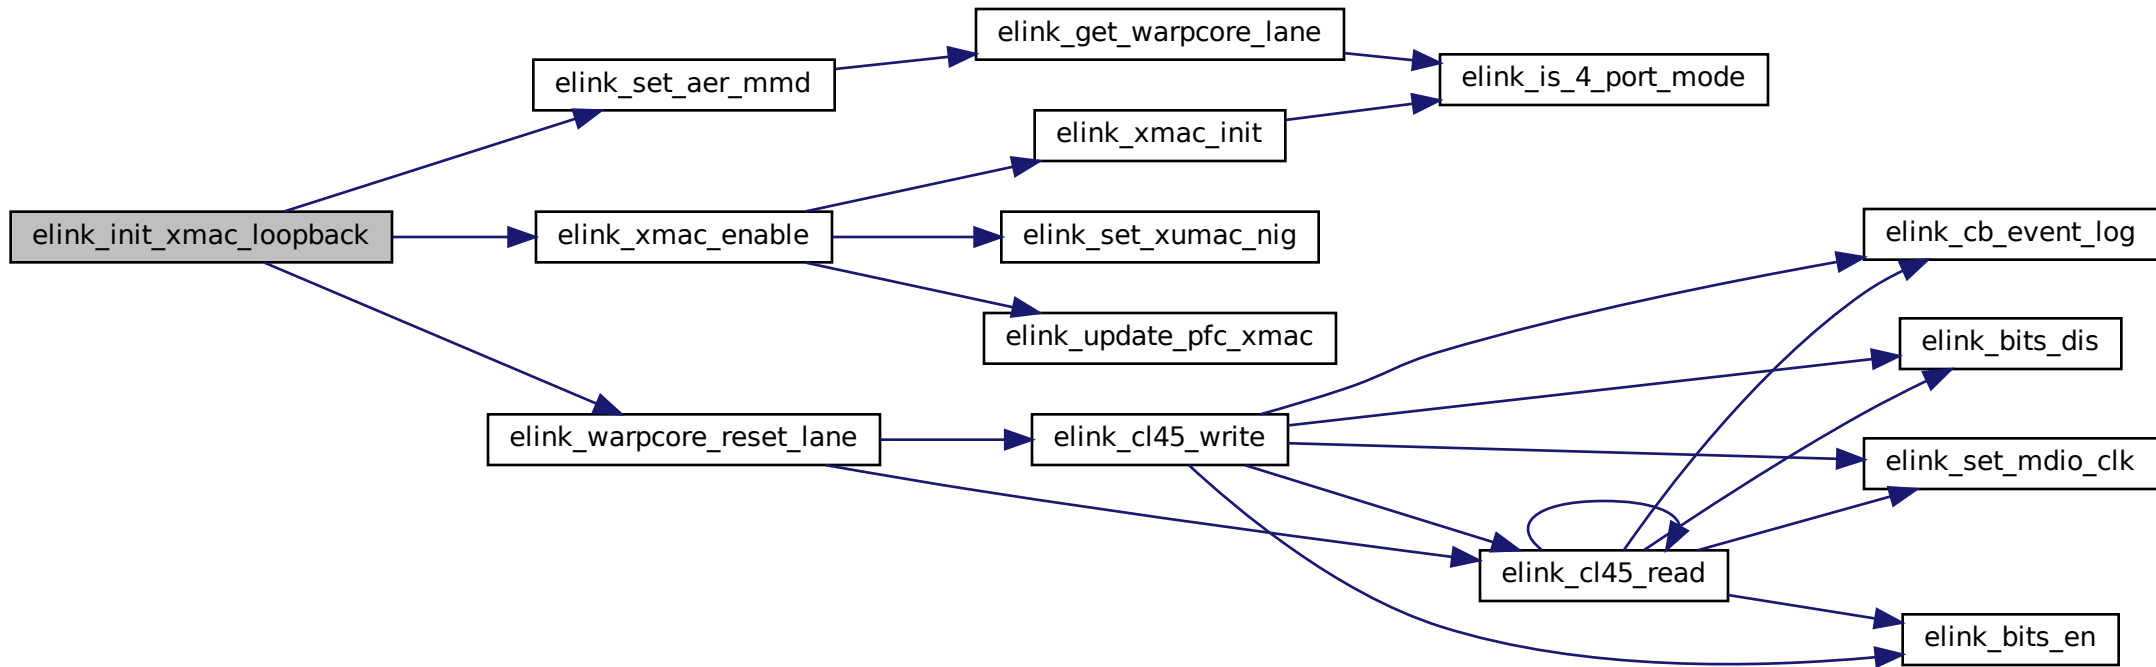 elink_get_warpcore_lane
elink_is_4_port_mode
elink_set_aer_mmd
elink_xmac_init
elink_init_xmac_loopback
elink_xmac_enable
elink_set_xumac_nig
elink_cb_event_log
elink_update_pfc_xmac
elink_bits_dis
elink_warpcore_reset_lane
elink_cl45_write
elink_set_mdio_clk
elink_cl45_read
elink_bits_en